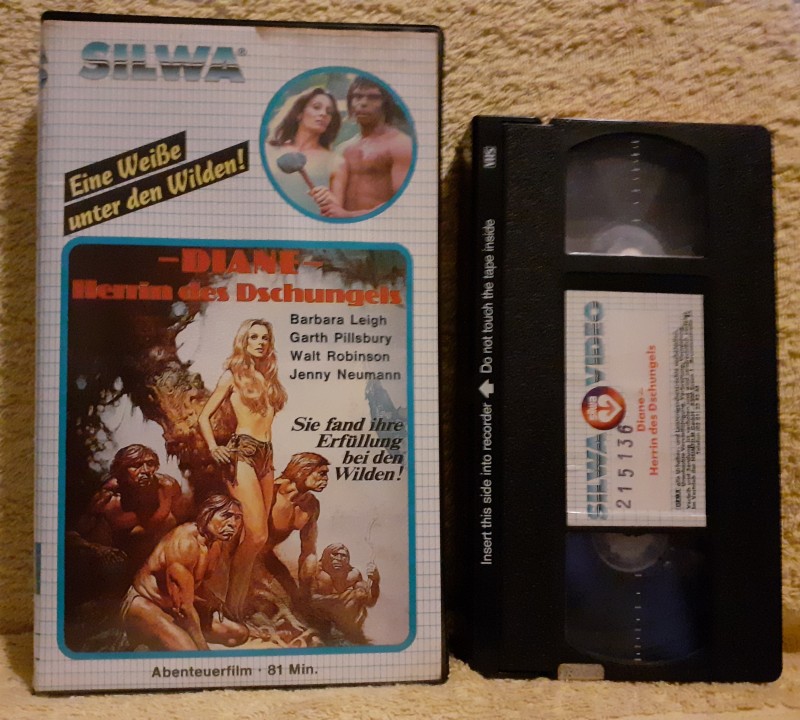 SILWA®
Eine Weiße
unter den Wilden!
–DIANE–
Herrin des Dschungels
Barbara Leigh
Garth Pillsbury
Walt Robinson
Jenny Neumann
Sie fand ihre
Erfüllung
bei den
Wilden!
Abenteuerfilm · 81 Min.
VHS
Insert this side into recorder Do not touch the tape inside
SILWA VIDEO
silwa
215136
Diane –
Herrin des Dschungels